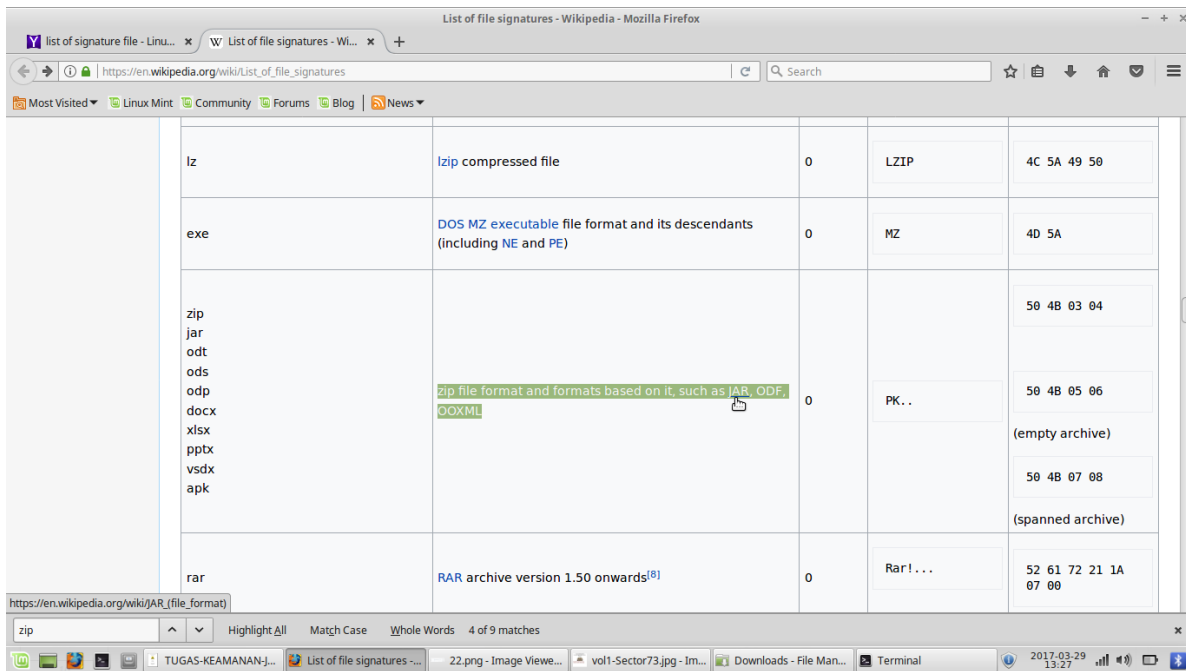 List of file signatures - Wikipedia - Mozilla Firefox
list of signature file - Linu...
List of file signatures - Wi...
https://en.wikipedia.org/wiki/List_of_file_signatures
Search
Most Visited
Linux Mint
Community
Forums
Blog
News
lz
lzip compressed file
0
LZIP
4C 5A 49 50
exe
DOS MZ executable file format and its descendants
(including NE and PE)
0
MZ
4D 5A
zip
jar
odt
ods
odp
docx
xlsx
pptx
vsdx
apk
zip file format and formats based on it, such as JAR, ODF,
OOXML
0
PK..
50 4B 03 04
50 4B 05 06
(empty archive)
50 4B 07 08
(spanned archive)
rar
RAR archive version 1.50 onwards[8]
0
Rar!...
52 61 72 21 1A
07 00
https://en.wikipedia.org/wiki/JAR_(file_format)
zip
Highlight All
Match Case
Whole Words
4 of 9 matches
TUGAS-KEAMANAN-J...
List of file signatures -...
22.png - Image Viewe...
vol1-Sector73.jpg - Im...
Downloads - File Man...
Terminal
2017-03-29
13:27